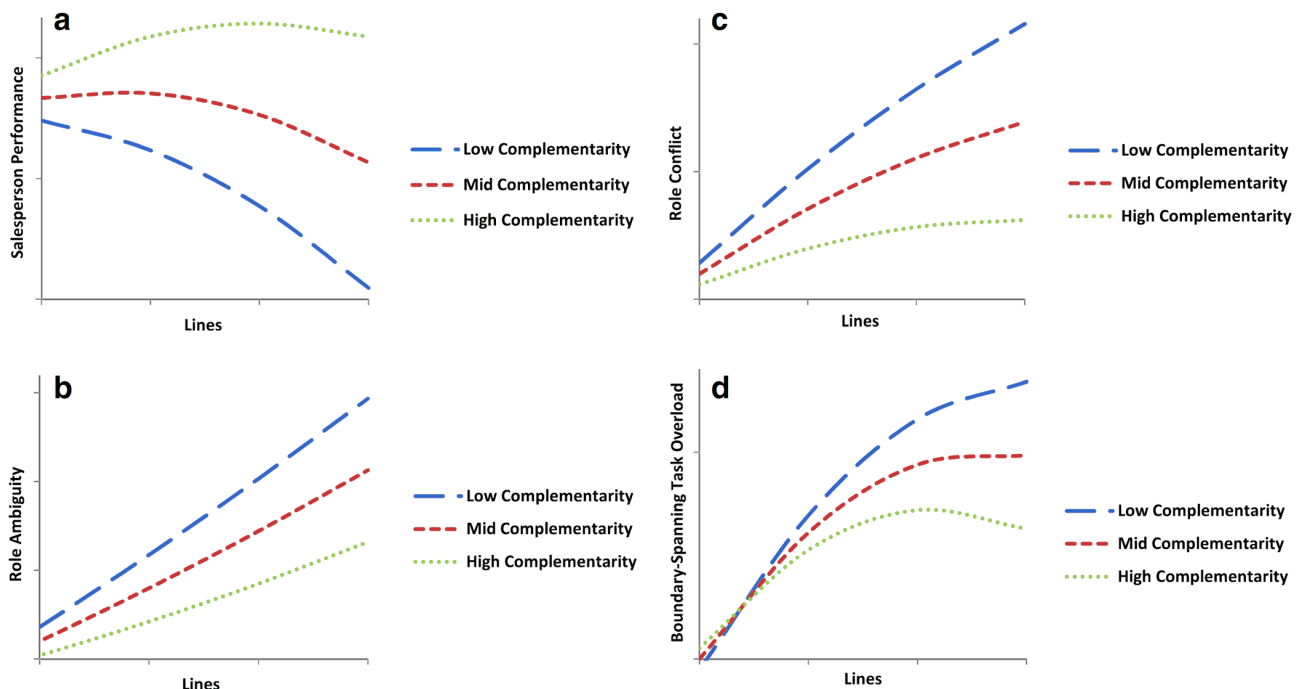 a
Salesperson Performance
Low Complementarity
Mid Complementarity
High Complementarity
Lines
c
Role Conflict
Low Complementarity
Mid Complementarity
High Complementarity
Lines
b
Role Ambiguity
Low Complementarity
Mid Complementarity
High Complementarity
Lines
d
Boundary-Spanning Task Overload
Low Complementarity
Mid Complementarity
High Complementarity
Lines